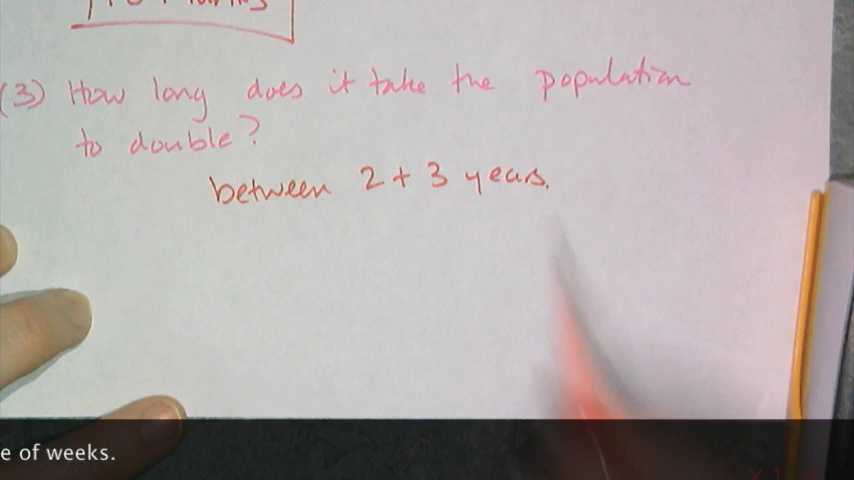 (3) How long does it take the population
to double?
between 2 + 3 years.
e of weeks.